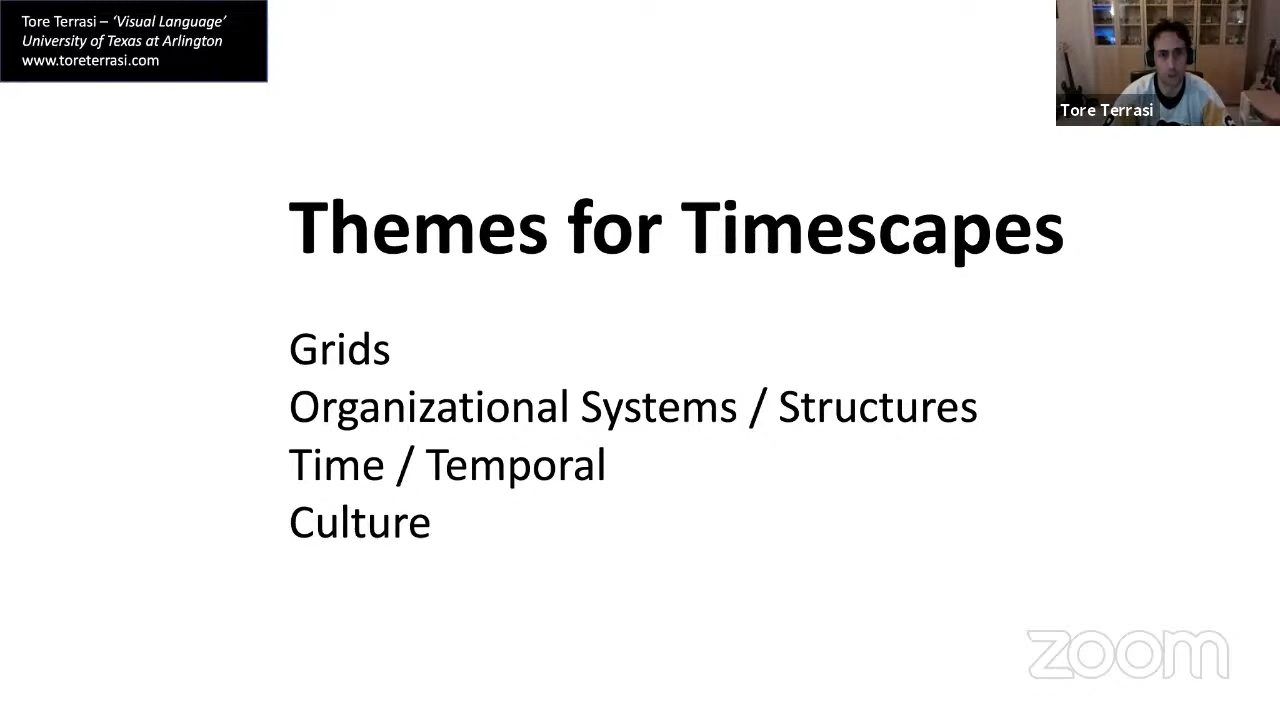 Tore Terrasi – ‘Visual Language’
University of Texas at Arlington
www.toreterrasi.com
Tore Terrasi
Themes for Timescapes
Grids
Organizational Systems / Structures
Time / Temporal
Culture
zoom